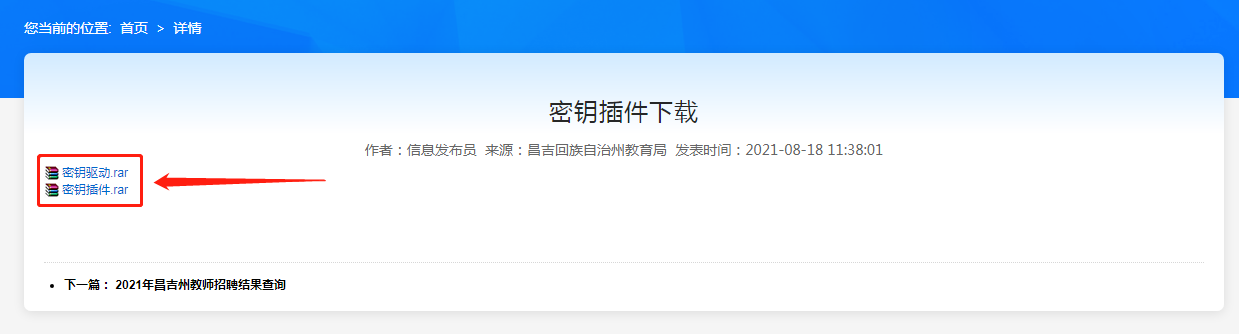 您当前的位置: 首页 > 详情
密钥插件下载
作者：信息发布员 来源：昌吉回族自治州教育局 发表时间：2021-08-18 11:38:01
密钥驱动.rar
密钥插件.rar
下一篇： 2021年昌吉州教师招聘结果查询